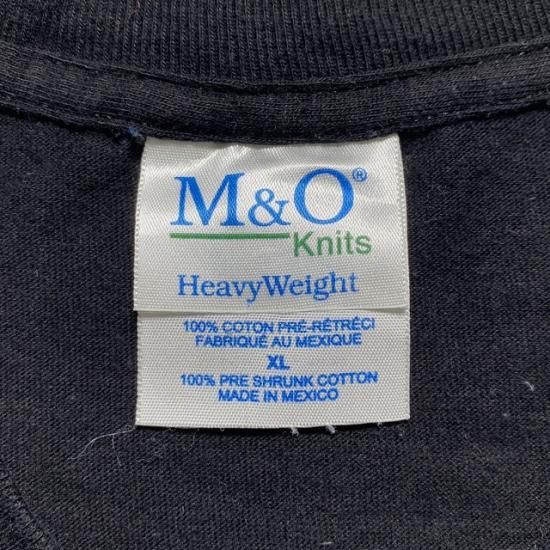 M&O®
Knits
HeavyWeight
100% COTON PRÉ-RÉTRÉCI
FABRIQUÉ AU MEXIQUE
XL
100% PRE SHRUNK COTTON
MADE IN MEXICO